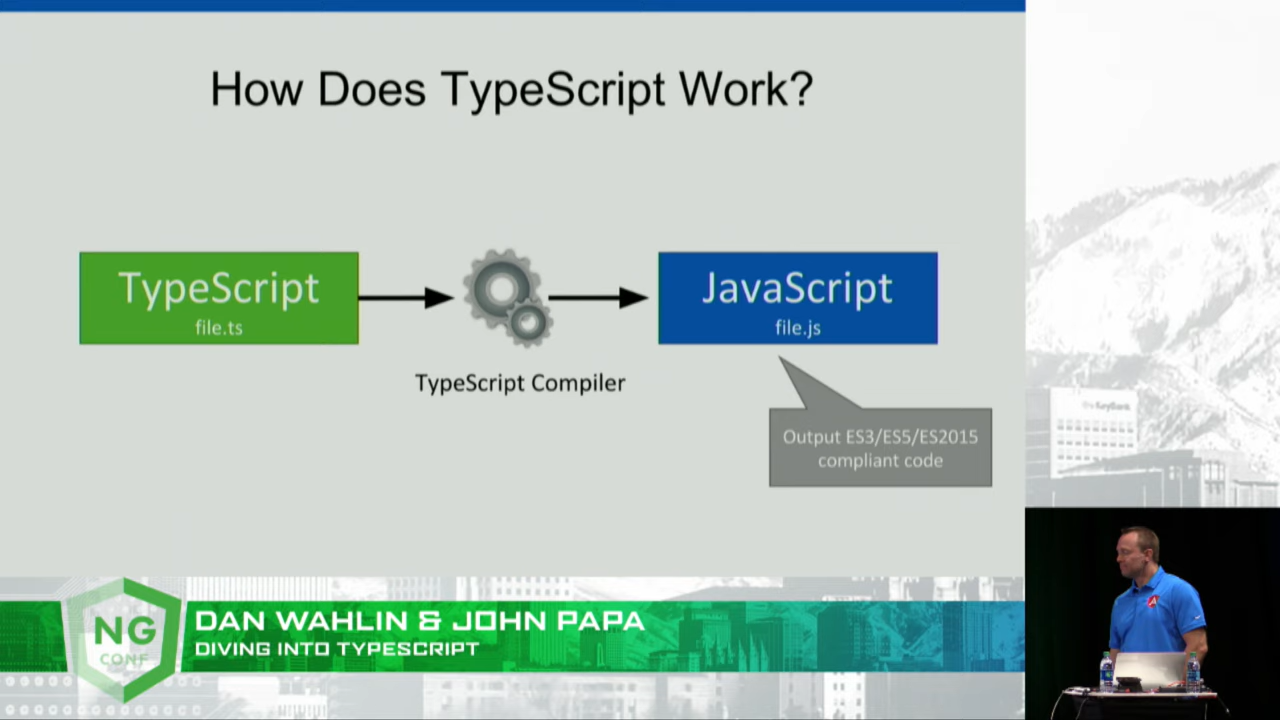 How Does TypeScript Work?
TypeScript
file.ts
JavaScript
file.js
TypeScript Compiler
Output ES3/ES5/ES2015
compliant code
KeyBank
NG
CONF
DAN WAHLIN & JOHN PAPA
DIVING INTO TYPESCRIPT